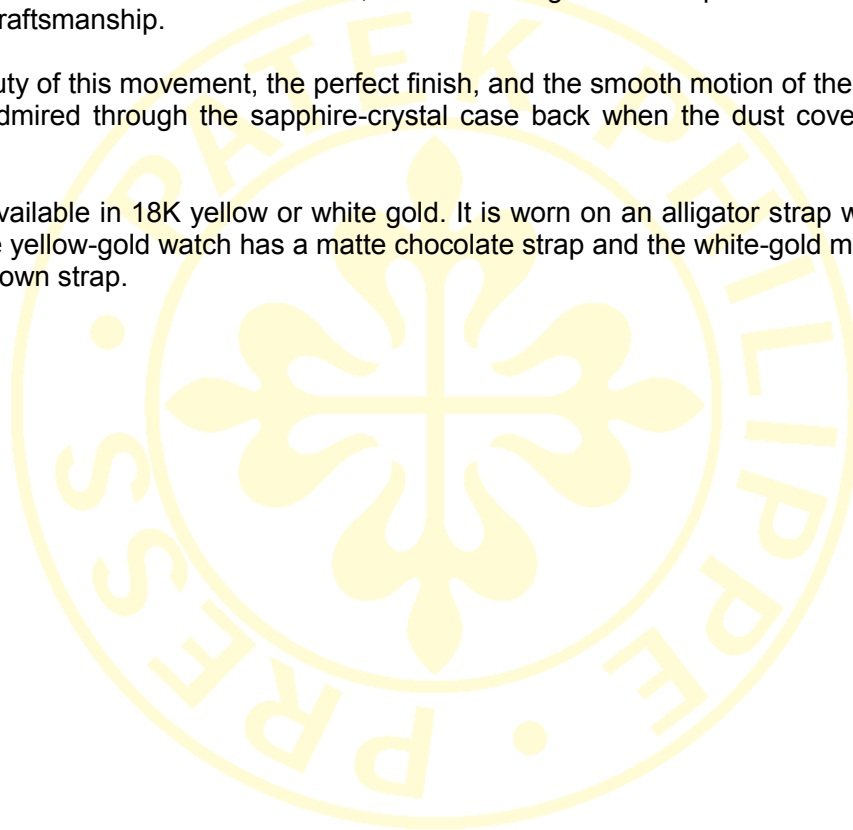 raftsmanship.
uty of this movement, the perfect finish, and the smooth motion of the
dmired through the sapphire-crystal case back when the dust cove
vailable in 18K yellow or white gold. It is worn on an alligator strap w
e yellow-gold watch has a matte chocolate strap and the white-gold m
own strap.
PATEK PHILIPPE • PRESS •